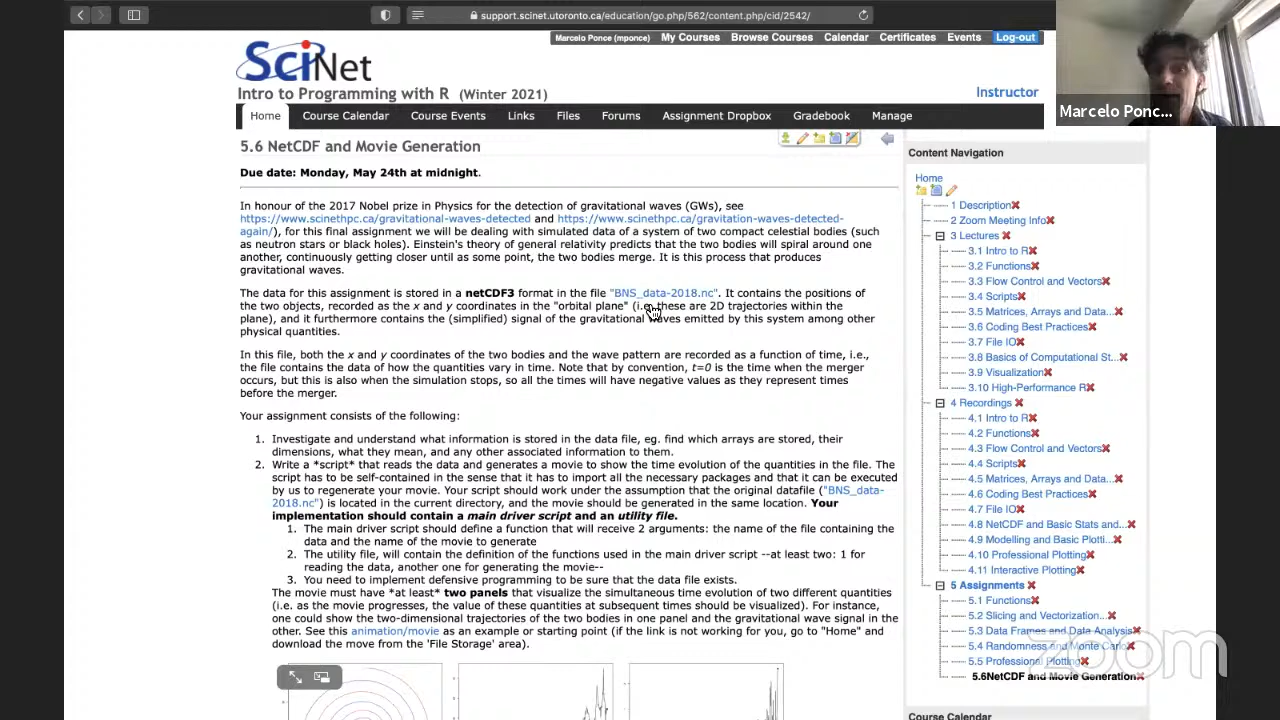 support.scinet.utoronto.ca/education/go.php/562/content.php/cid/2542/
Marcelo Ponce (mponce) My Courses Browse Courses Calendar Certificates Events Log-out
SciNet
Intro to Programming with R (Winter 2021)
Instructor
Marcelo Ponc...
Home Course Calendar Course Events Links Files Forums Assignment Dropbox Gradebook Manage
5.6 NetCDF and Movie Generation
Due date: Monday, May 24th at midnight.
In honour of the 2017 Nobel prize in Physics for the detection of gravitational waves (GWs), see
https://www.scinethpc.ca/gravitational-waves-detected and https://www.scinethpc.ca/gravitation-waves-detected-
again/), for this final assignment we will be dealing with simulated data of a system of two compact celestial bodies (such
as neutron stars or black holes). Einstein's theory of general relativity predicts that the two bodies will spiral around one
another, continuously getting closer until as some point, the two bodies merge. It is this process that produces
gravitational waves.
The data for this assignment is stored in a netCDF3 format in the file "BNS_data-2018.nc". It contains the positions of
the two objects, recorded as the x and y coordinates in the "orbital plane" (i.e. these are 2D trajectories within the
plane), and it furthermore contains the (simplified) signal of the gravitational waves emitted by this system among other
physical quantities.
In this file, both the x and y coordinates of the two bodies and the wave pattern are recorded as a function of time, i.e.,
the file contains the data of how the quantities vary in time. Note that by convention, t=0 is the time when the merger
occurs, but this is also when the simulation stops, so all the times will have negative values as they represent times
before the merger.
Your assignment consists of the following:
1. Investigate and understand what information is stored in the data file, eg. find which arrays are stored, their
dimensions, what they mean, and any other associated information to them.
2. Write a *script* that reads the data and generates a movie to show the time evolution of the quantities in the file. The
script has to be self-contained in the sense that it has to import all the necessary packages and that it can be executed
by us to regenerate your movie. Your script should work under the assumption that the original datafile ("BNS_data-
2018.nc") is located in the current directory, and the movie should be generated in the same location. Your
implementation should contain a main driver script and an utility file.
1. The main driver script should define a function that will receive 2 arguments: the name of the file containing the
data and the name of the movie to generate
2. The utility file, will contain the definition of the functions used in the main driver script --at least two: 1 for
reading the data, another one for generating the movie--
3. You need to implement defensive programming to be sure that the data file exists.
The movie must have *at least* two panels that visualize the simultaneous time evolution of two different quantities
(i.e. as the movie progresses, the value of these quantities at subsequent times should be visualized). For instance,
one could show the two-dimensional trajectories of the two bodies in one panel and the gravitational wave signal in the
other. See this animation/movie as an example or starting point (if the link is not working for you, go to "Home" and
download the move from the 'File Storage' area).
Content Navigation
Home
1 Description
2 Zoom Meeting Info
3 Lectures
3.1 Intro to R
3.2 Functions
3.3 Flow Control and Vectors
3.4 Scripts
3.5 Matrices, Arrays and Data...
3.6 Coding Best Practices
3.7 File IO
3.8 Basics of Computational St...
3.9 Visualization
3.10 High-Performance R
4 Recordings
4.1 Intro to R
4.2 Functions
4.3 Flow Control and Vectors
4.4 Scripts
4.5 Matrices, Arrays and Data...
4.6 Coding Best Practices
4.7 File IO
4.8 NetCDF and Basic Stats and...
4.9 Modelling and Basic Plotti...
4.10 Professional Plotting
4.11 Interactive Plotting
5 Assignments
5.1 Functions
5.2 Slicing and Vectorization...
5.3 Data Frames and Data Analysis
5.4 Randomness and Monte Carlo
5.5 Professional Plotting
5.6NetCDF and Movie Generation
zoom
Course Calendar